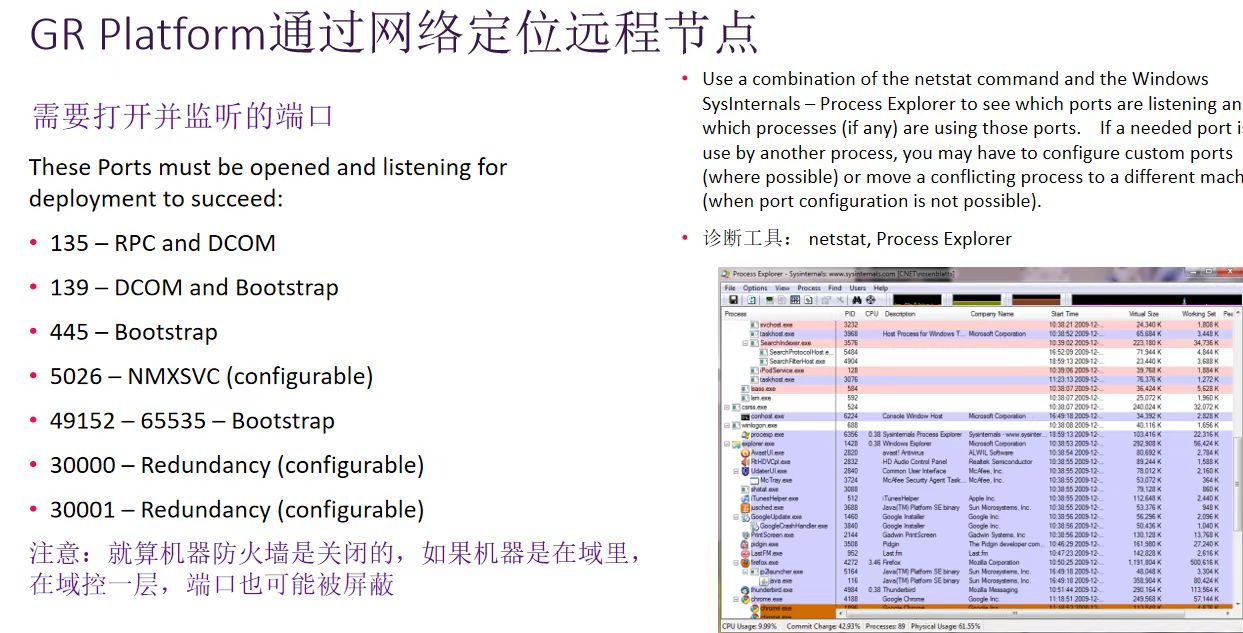 GR Platform通过网络定位远程节点
需要打开并监听的端口
These Ports must be opened and listening for
deployment to succeed:
• 135 – RPC and DCOM
• 139 – DCOM and Bootstrap
• 445 – Bootstrap
• 5026 – NMXSVC (configurable)
• 49152 – 65535 – Bootstrap
• 30000 – Redundancy (configurable)
• 30001 – Redundancy (configurable)
注意：就算机器防火墙是关闭的，如果机器是在域里，
在域控一层，端口也可能被屏蔽
• Use a combination of the netstat command and the Windows
SysInternals – Process Explorer to see which ports are listening an
which processes (if any) are using those ports. If a needed port i
use by another process, you may have to configure custom ports
(where possible) or move a conflicting process to a different mach
(when port configuration is not possible).
• 诊断工具： netstat, Process Explorer
Process Explorer - Sysinternals: www.sysinternals.com [CNET\rosenblatts]
File Options View Process Find Users Help
Process PID CPU Description Company Name Start Time Virtual Size Working Set
svchost.exe 3232 10:38:21 2009-12-... 24,340 K 1,808 K
taskhost.exe 3968 Host Process for Windows T... Microsoft Corporation 10:38:52 2009-12-... 65,684 K 3,448 K
SearchIndexer.exe 3576 10:39:02 2009-12-... 223,180 K 34,736 K
SearchProtocolHost.e... 5484 16:52:09 2009-12-... 71,944 K 4,844 K
SearchFilterHost.exe 4904 18:59:13 2009-12-... 23,440 K 3,688 K
iPodService.exe 128 10:39:06 2009-12-... 39,768 K 1,884 K
taskhost.exe 3076 11:23:13 2009-12-... 76,376 K 1,272 K
lsass.exe 584 10:38:07 2009-12-... 36,424 K 5,628 K
lsm.exe 592 10:38:07 2009-12-... 25,072 K 1,960 K
csrss.exe 524 10:38:07 2009-12-... 240,024 K 32,072 K
conhost.exe 6224 Console Window Host Microsoft Corporation 16:49:18 2009-12-... 34,392 K 2,828 K
winlogon.exe 688 10:38:08 2009-12-... 40,116 K 1,656 K
procexp.exe 6356 0.38 Sysinternals Process Explorer Sysinternals - www.sysinter... 18:59:13 2009-12-... 103,416 K 22,316 K
explorer.exe 1428 0.38 Windows Explorer Microsoft Corporation 10:38:53 2009-12-... 292,908 K 56,424 K
AvastUI.exe 2820 avast! Antivirus ALWIL Software 10:38:54 2009-12-... 80,692 K 2,784 K
RtHDVCpl.exe 2832 HD Audio Control Panel Realtek Semiconductor 10:38:55 2009-12-... 89,244 K 1,588 K
UdaterUI.exe 2840 Common User Interface McAfee, Inc. 10:38:55 2009-12-... 78,012 K 2,160 K
McTray.exe 3724 McAfee Security Agent Task... McAfee, Inc. 10:38:55 2009-12-... 53,072 K 372 K
shstat.exe 3088 10:38:55 2009-12-... 79,128 K 860 K
iTunesHelper.exe 512 iTunesHelper Apple Inc. 10:38:55 2009-12-... 112,648 K 2,440 K
jusched.exe 3688 Java(TM) Platform SE binary Sun Microsystems, Inc. 10:38:55 2009-12-... 53,376 K 948 K
GoogleUpdate.exe 1460 Google Installer Google Inc. 10:38:56 2009-12-... 56,296 K 2,096 K
GoogleCrashHandler.exe 3840 Google Installer Google Inc. 10:38:56 2009-12-... 50,436 K 1,040 K
PrintScreen.exe 2144 Gadwin PrintScreen Gadwin Systems, Inc 10:38:56 2009-12-... 130,128 K 13,768 K
pidgin.exe 3508 Pidgin The Pidgin developer com... 10:46:29 2009-12-... 161,980 K 27,240 K
LastFM.exe 952 Last.fm Last.fm 10:47:23 2009-12-... 142,828 K 2,616 K
firefox.exe 4272 3.46 Firefox Mozilla Corporation 10:50:25 2009-12-... 1,191,804 K 500,616 K
jp2launcher.exe 5164 Java(TM) Platform SE binary Sun Microsystems, Inc. 16:49:18 2009-12-... 48,048 K 3,304 K
java.exe 116 Java(TM) Platform SE binary Sun Microsystems, Inc. 16:49:18 2009-12-... 358,904 K 80,424 K
thunderbird.exe 4984 0.38 Thunderbird Mozilla Messaging 10:51:44 2009-12-... 290,164 K 113,564 K
chrome.exe 4188 Google Chrome Google Inc. 11:18:51 2009-12-... 249,568 K 57,144 K
chrome.exe
CPU Usage: 9.99% Commit Charge: 42.93% Processes: 89 Physical Usage: 61.55%